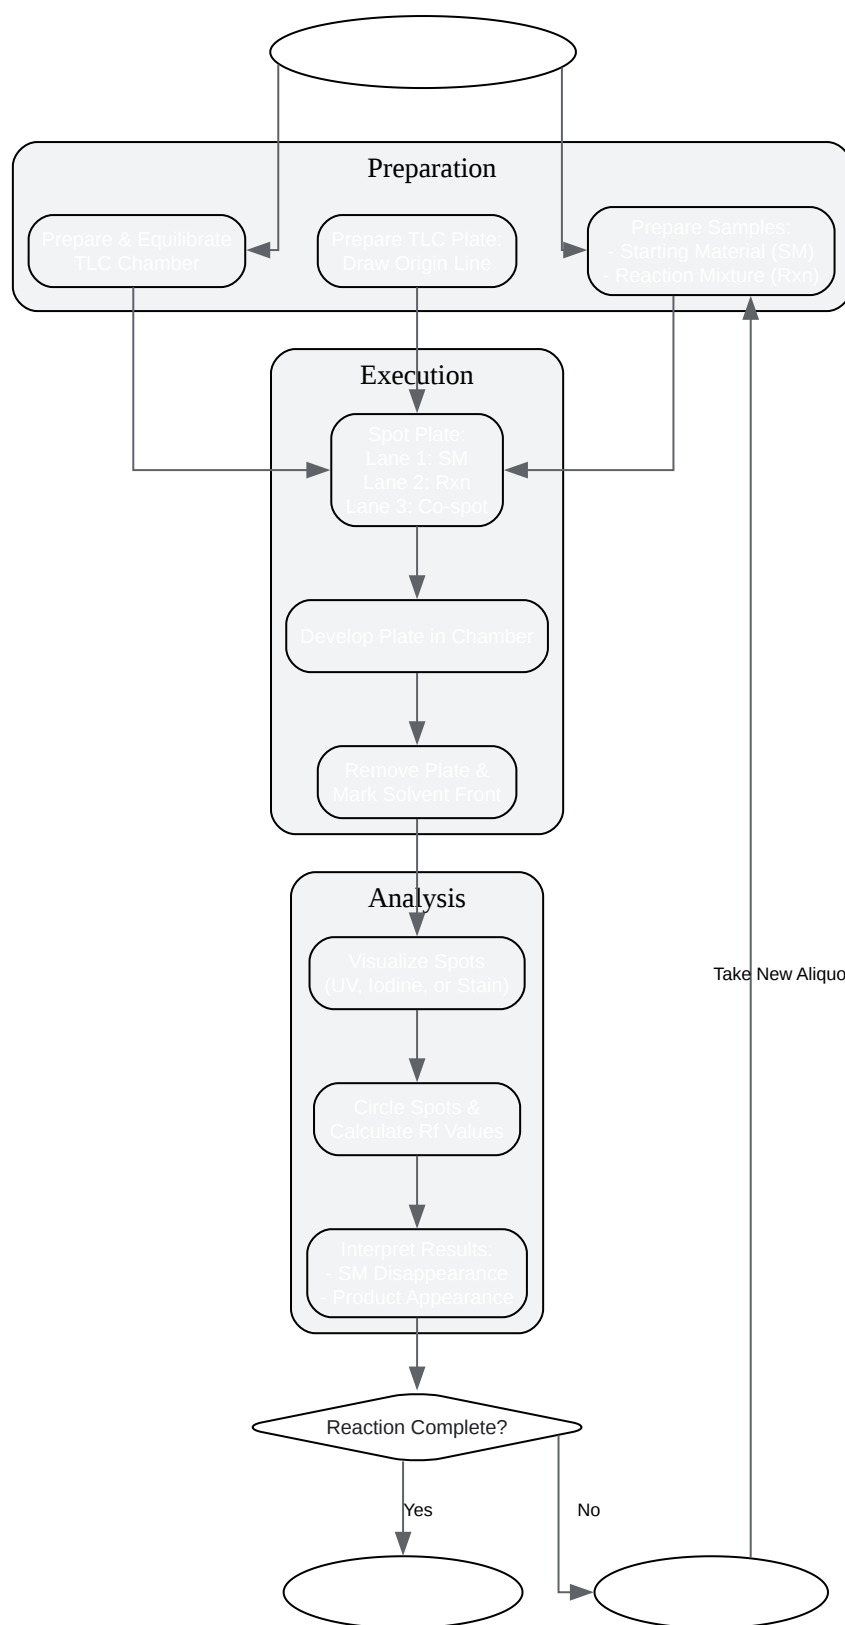 Preparation
Prepare & Equilibrate
TLC Chamber
Prepare TLC Plate:
Draw Origin Line
Prepare Samples:
- Starting Material (SM)
- Reaction Mixture (Rxn)
Execution
Spot Plate:
Lane 1: SM
Lane 2: Rxn
Lane 3: Co-spot
Develop Plate in Chamber
Remove Plate &
Mark Solvent Front
Analysis
Visualize Spots
(UV, Iodine, or Stain)
Take New Aliquo
Circle Spots &
Calculate Rf Values
Interpret Results:
- SM Disappearance
- Product Appearance
Reaction Complete?
Yes
No